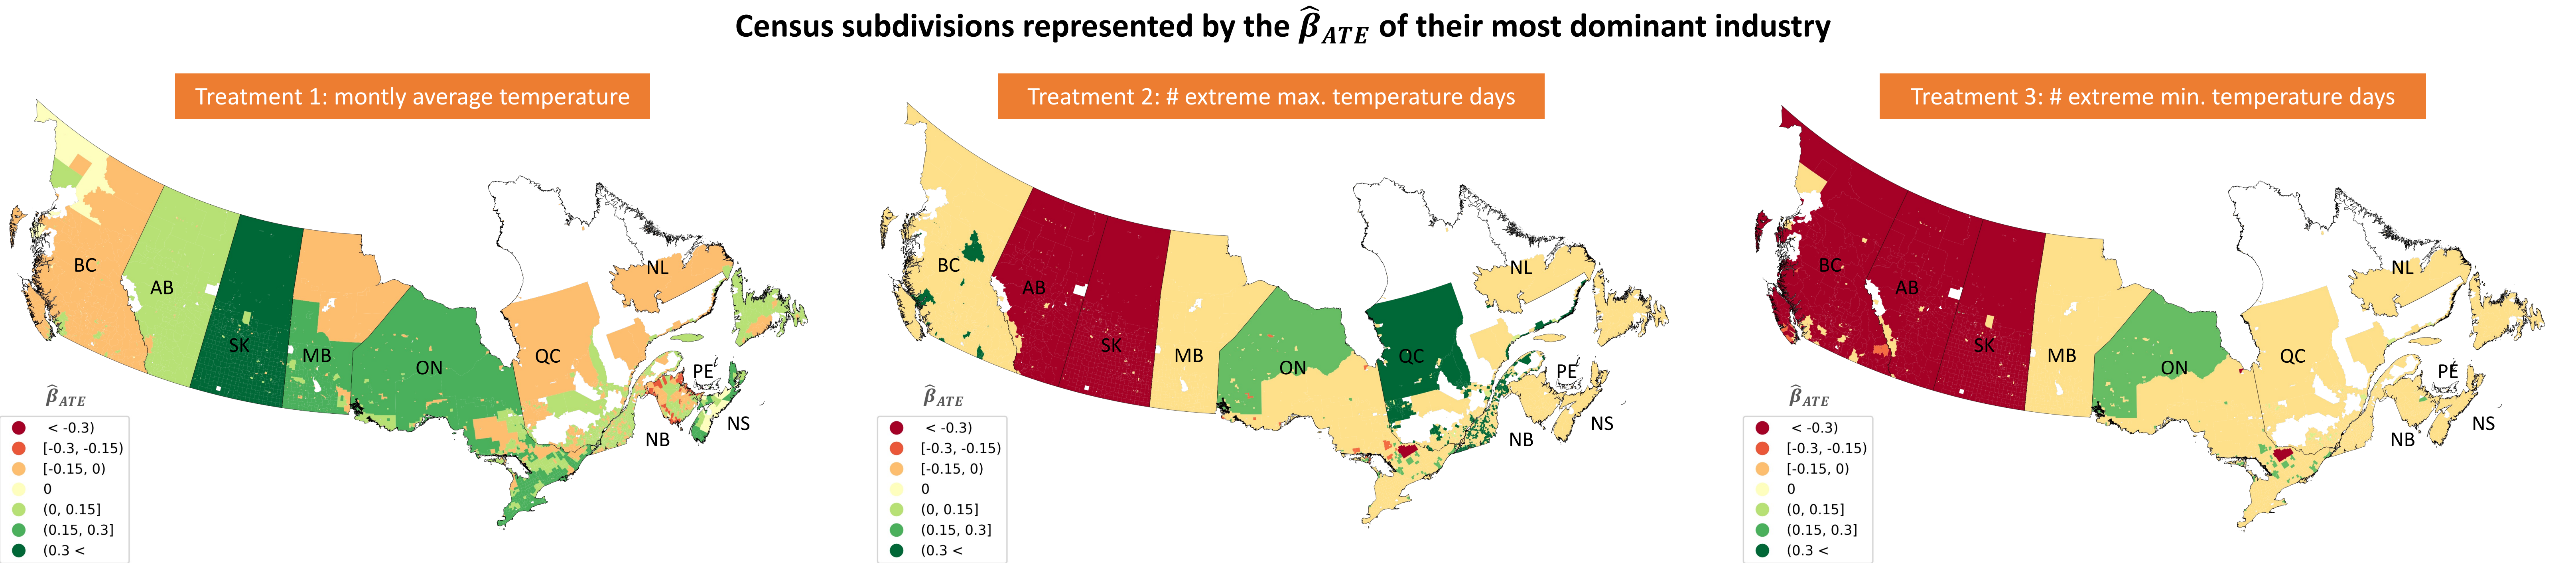 Census subdivisions represented by the β̂_ATE of their most dominant industry
Treatment 1: montly average temperature
BC
AB
SK
MB
ON
QC
NL
PE
NS
NB
β̂_ATE
< -0.3)
[-0.3, -0.15)
[-0.15, 0)
0
(0, 0.15]
(0.15, 0.3]
(0.3 <
Treatment 2: # extreme max. temperature days
BC
AB
SK
MB
ON
QC
NL
PE
NS
NB
β̂_ATE
< -0.3)
[-0.3, -0.15)
[-0.15, 0)
0
(0, 0.15]
(0.15, 0.3]
(0.3 <
Treatment 3: # extreme min. temperature days
BC
AB
SK
MB
ON
QC
NL
PE
NS
NB
β̂_ATE
< -0.3)
[-0.3, -0.15)
[-0.15, 0)
0
(0, 0.15]
(0.15, 0.3]
(0.3 <